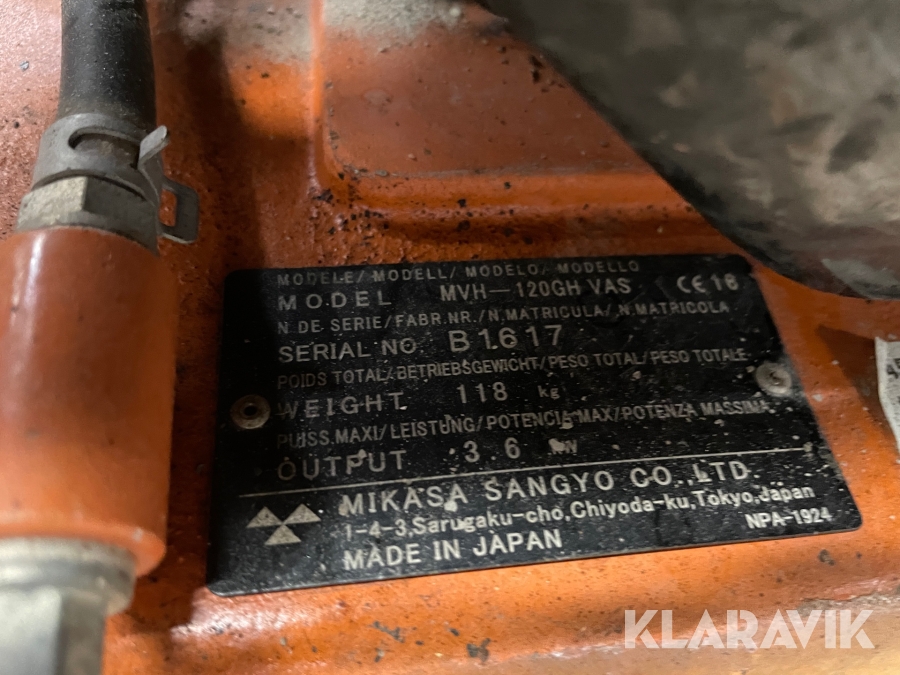 MODELE/ MODELL/ MODELO/ MODELLO
MODEL MVH-120GH VAS CE 16
N DE SERIE/FABR.NR./N.MATRICULA/N.MATRICOLA
SERIAL NO. B1617
POIDS TOTAL/BETRIEBSGEWICHT/PESO TOTAL/PESO TOTALE
WEIGHT 118 kg
PUISS.MAXI/LEISTUNG/POTENCIA MAX/POTENZA MASSIMA
OUTPUT 3.6 kW
MIKASA SANGYO CO.,LTD.
1-4-3,Sarugaku-cho,Chiyoda-ku,Tokyo,Japan
MADE IN JAPAN NPA-1924
KLARAVIK